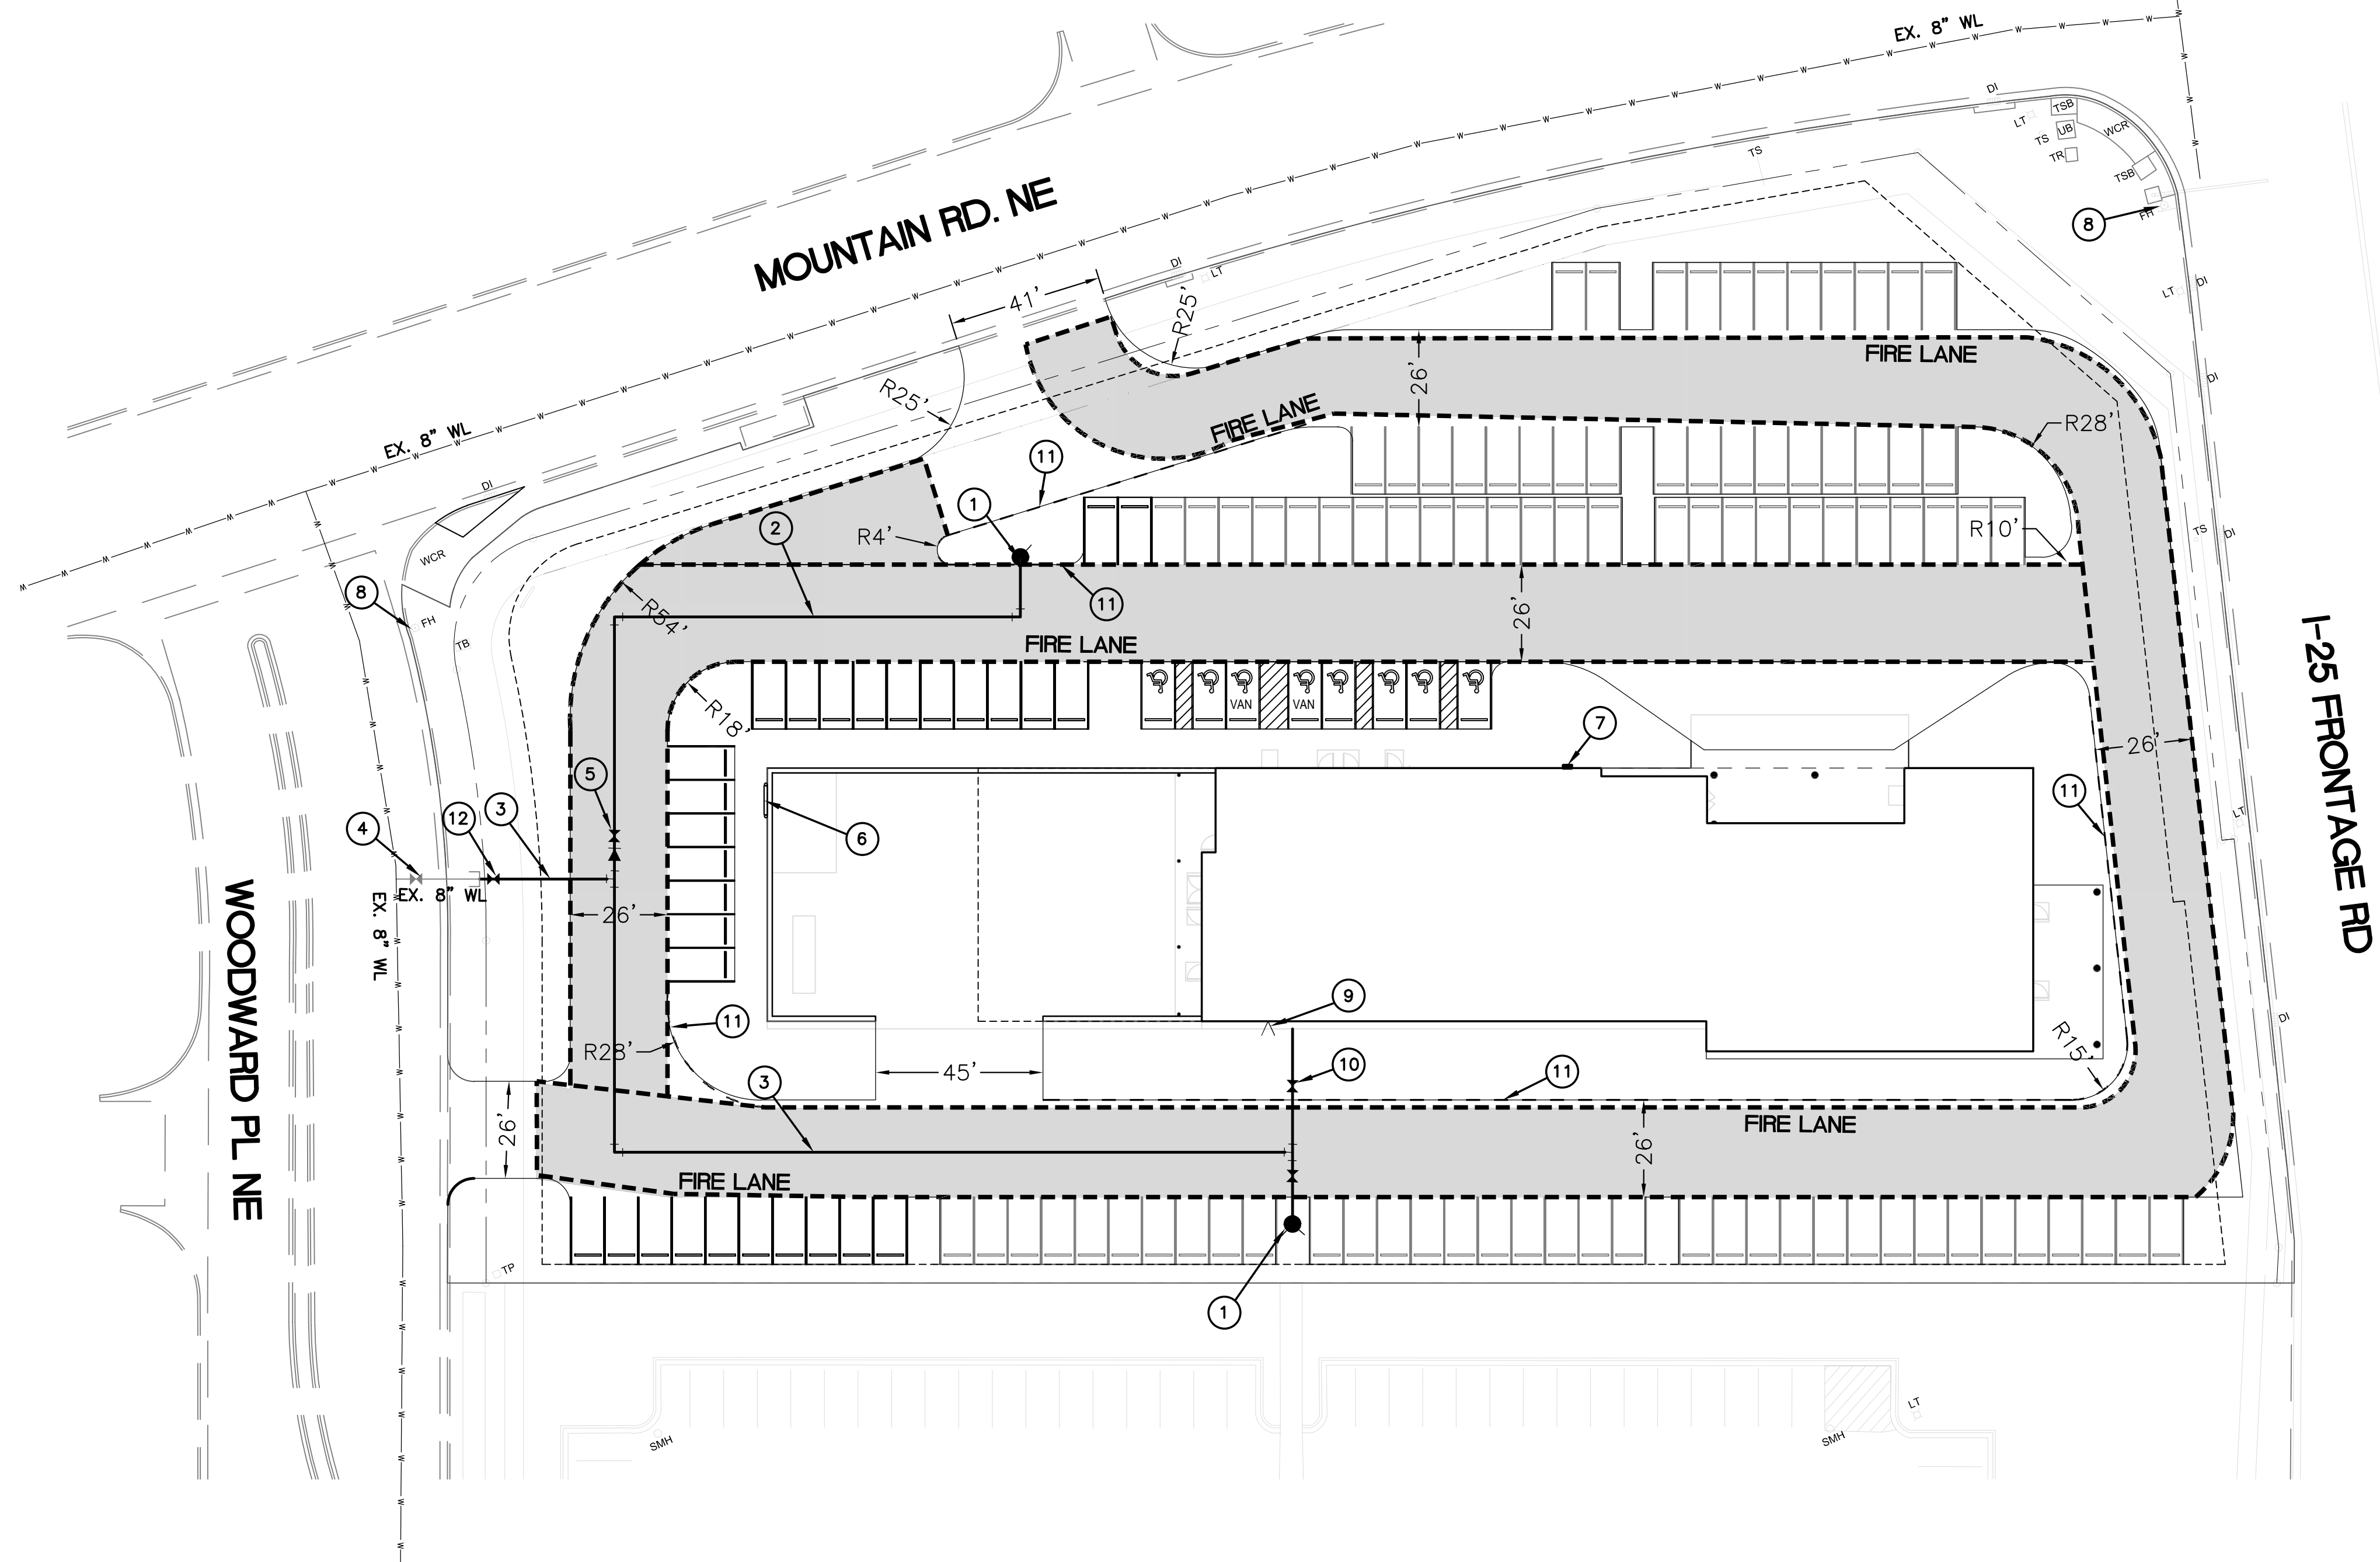 EX. 8" WL
DI
TSB
LT
UB
TS
WCR
TR
TS
TSB
FH
8
MOUNTAIN RD. NE
DI
LT
41'
R25'
LT
DI
FIRE LANE
26'
DI
R25'
FIRE LANE
R28'
EX. 8" WL
11
DI
1
2
R4'
R10'
TS
DI
WCR
8
FH
R54'
11
26'
TB
FIRE LANE
I-25 FRONTAGE RD
R18'
VAN
VAN
7
26'
5
11
4
12
3
6
LT
EX. 8" WL
EX. 8" WL
26'
WOODWARD PL NE
9
11
DI
R28'
R15'
45'
3
10
11
26'
26'
FIRE LANE
FIRE LANE
TP
1
LT
SMH
SMH
W W W W W W W W W W W W W W W W W W W W